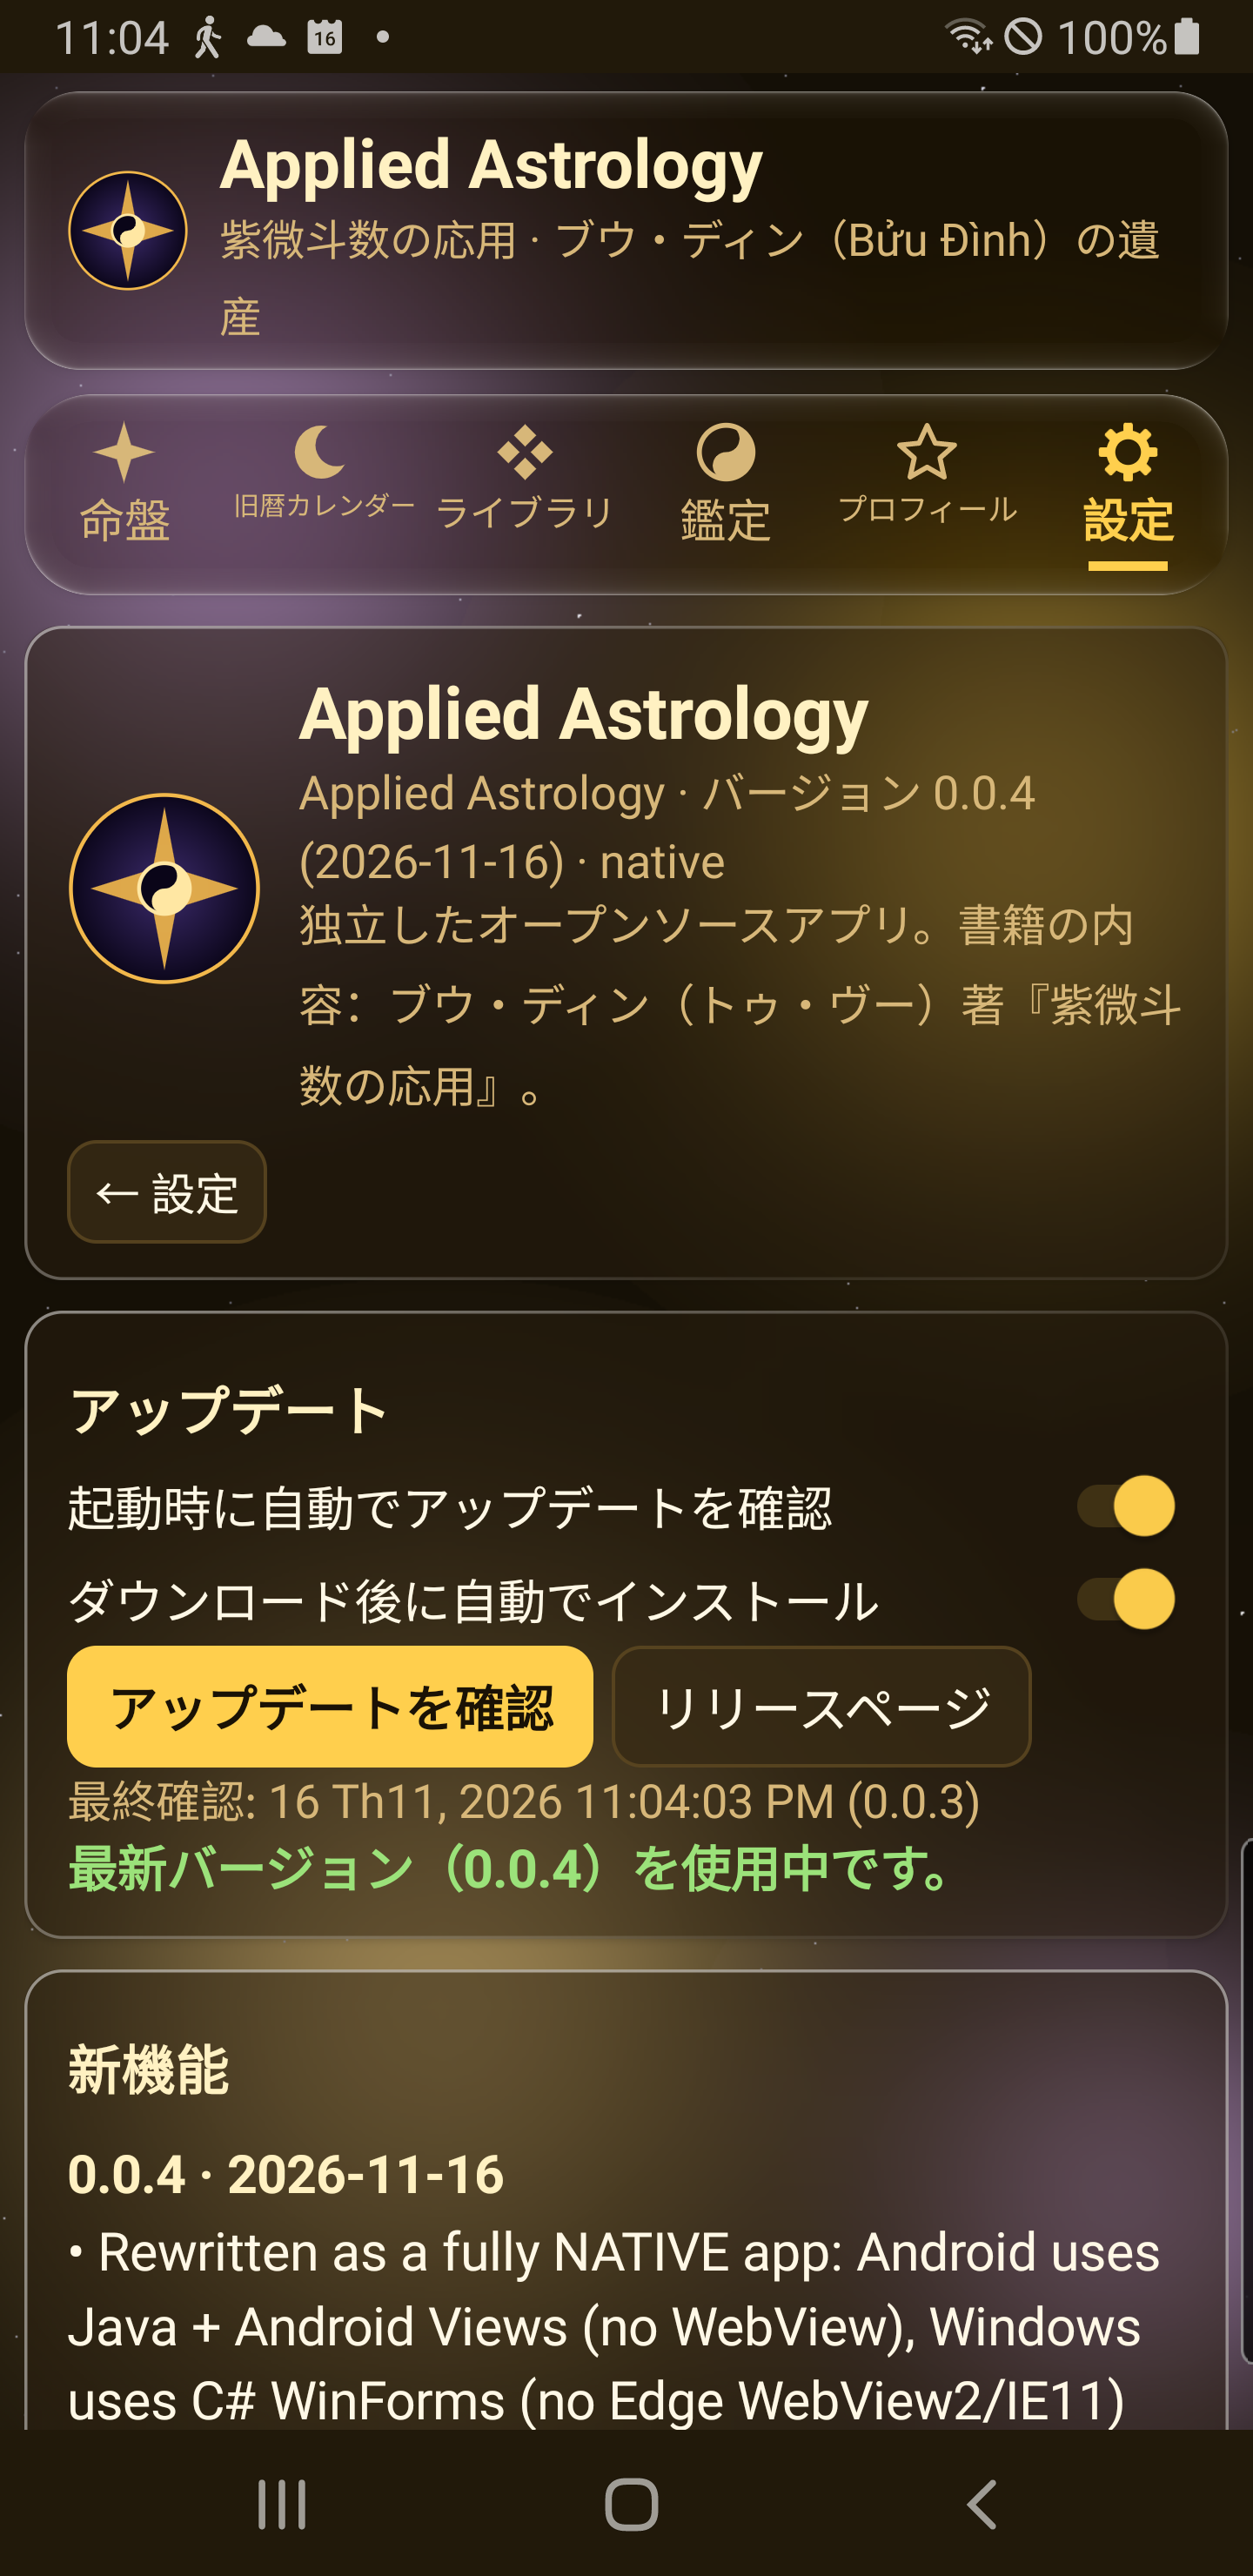 11:04
16
100%
Applied Astrology
紫微斗数の応用 · ブウ・ディン（Bửu Đình）の遺
産
命盤
旧暦カレンダー
ライブラリ
鑑定
プロフィール
設定
Applied Astrology
Applied Astrology · バージョン 0.0.4
(2026-11-16) · native
独立したオープンソースアプリ。書籍の内
容：ブウ・ディン（トゥ・ヴー）著『紫微斗
数の応用』。
← 設定
アップデート
起動時に自動でアップデートを確認
ダウンロード後に自動でインストール
アップデートを確認
リリースページ
最終確認: 16 Th11, 2026 11:04:03 PM (0.0.3)
最新バージョン（0.0.4）を使用中です。
新機能
0.0.4 · 2026-11-16
• Rewritten as a fully NATIVE app: Android uses
Java + Android Views (no WebView), Windows
uses C# WinForms (no Edge WebView2/IE11)